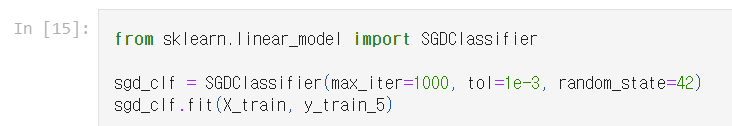 In [15]:
from sklearn.linear_model import SGDClassifier
sgd_clf = SGDClassifier(max_iter=1000, tol=1e-3, random_state=42)
sgd_clf.fit(X_train, y_train_5)